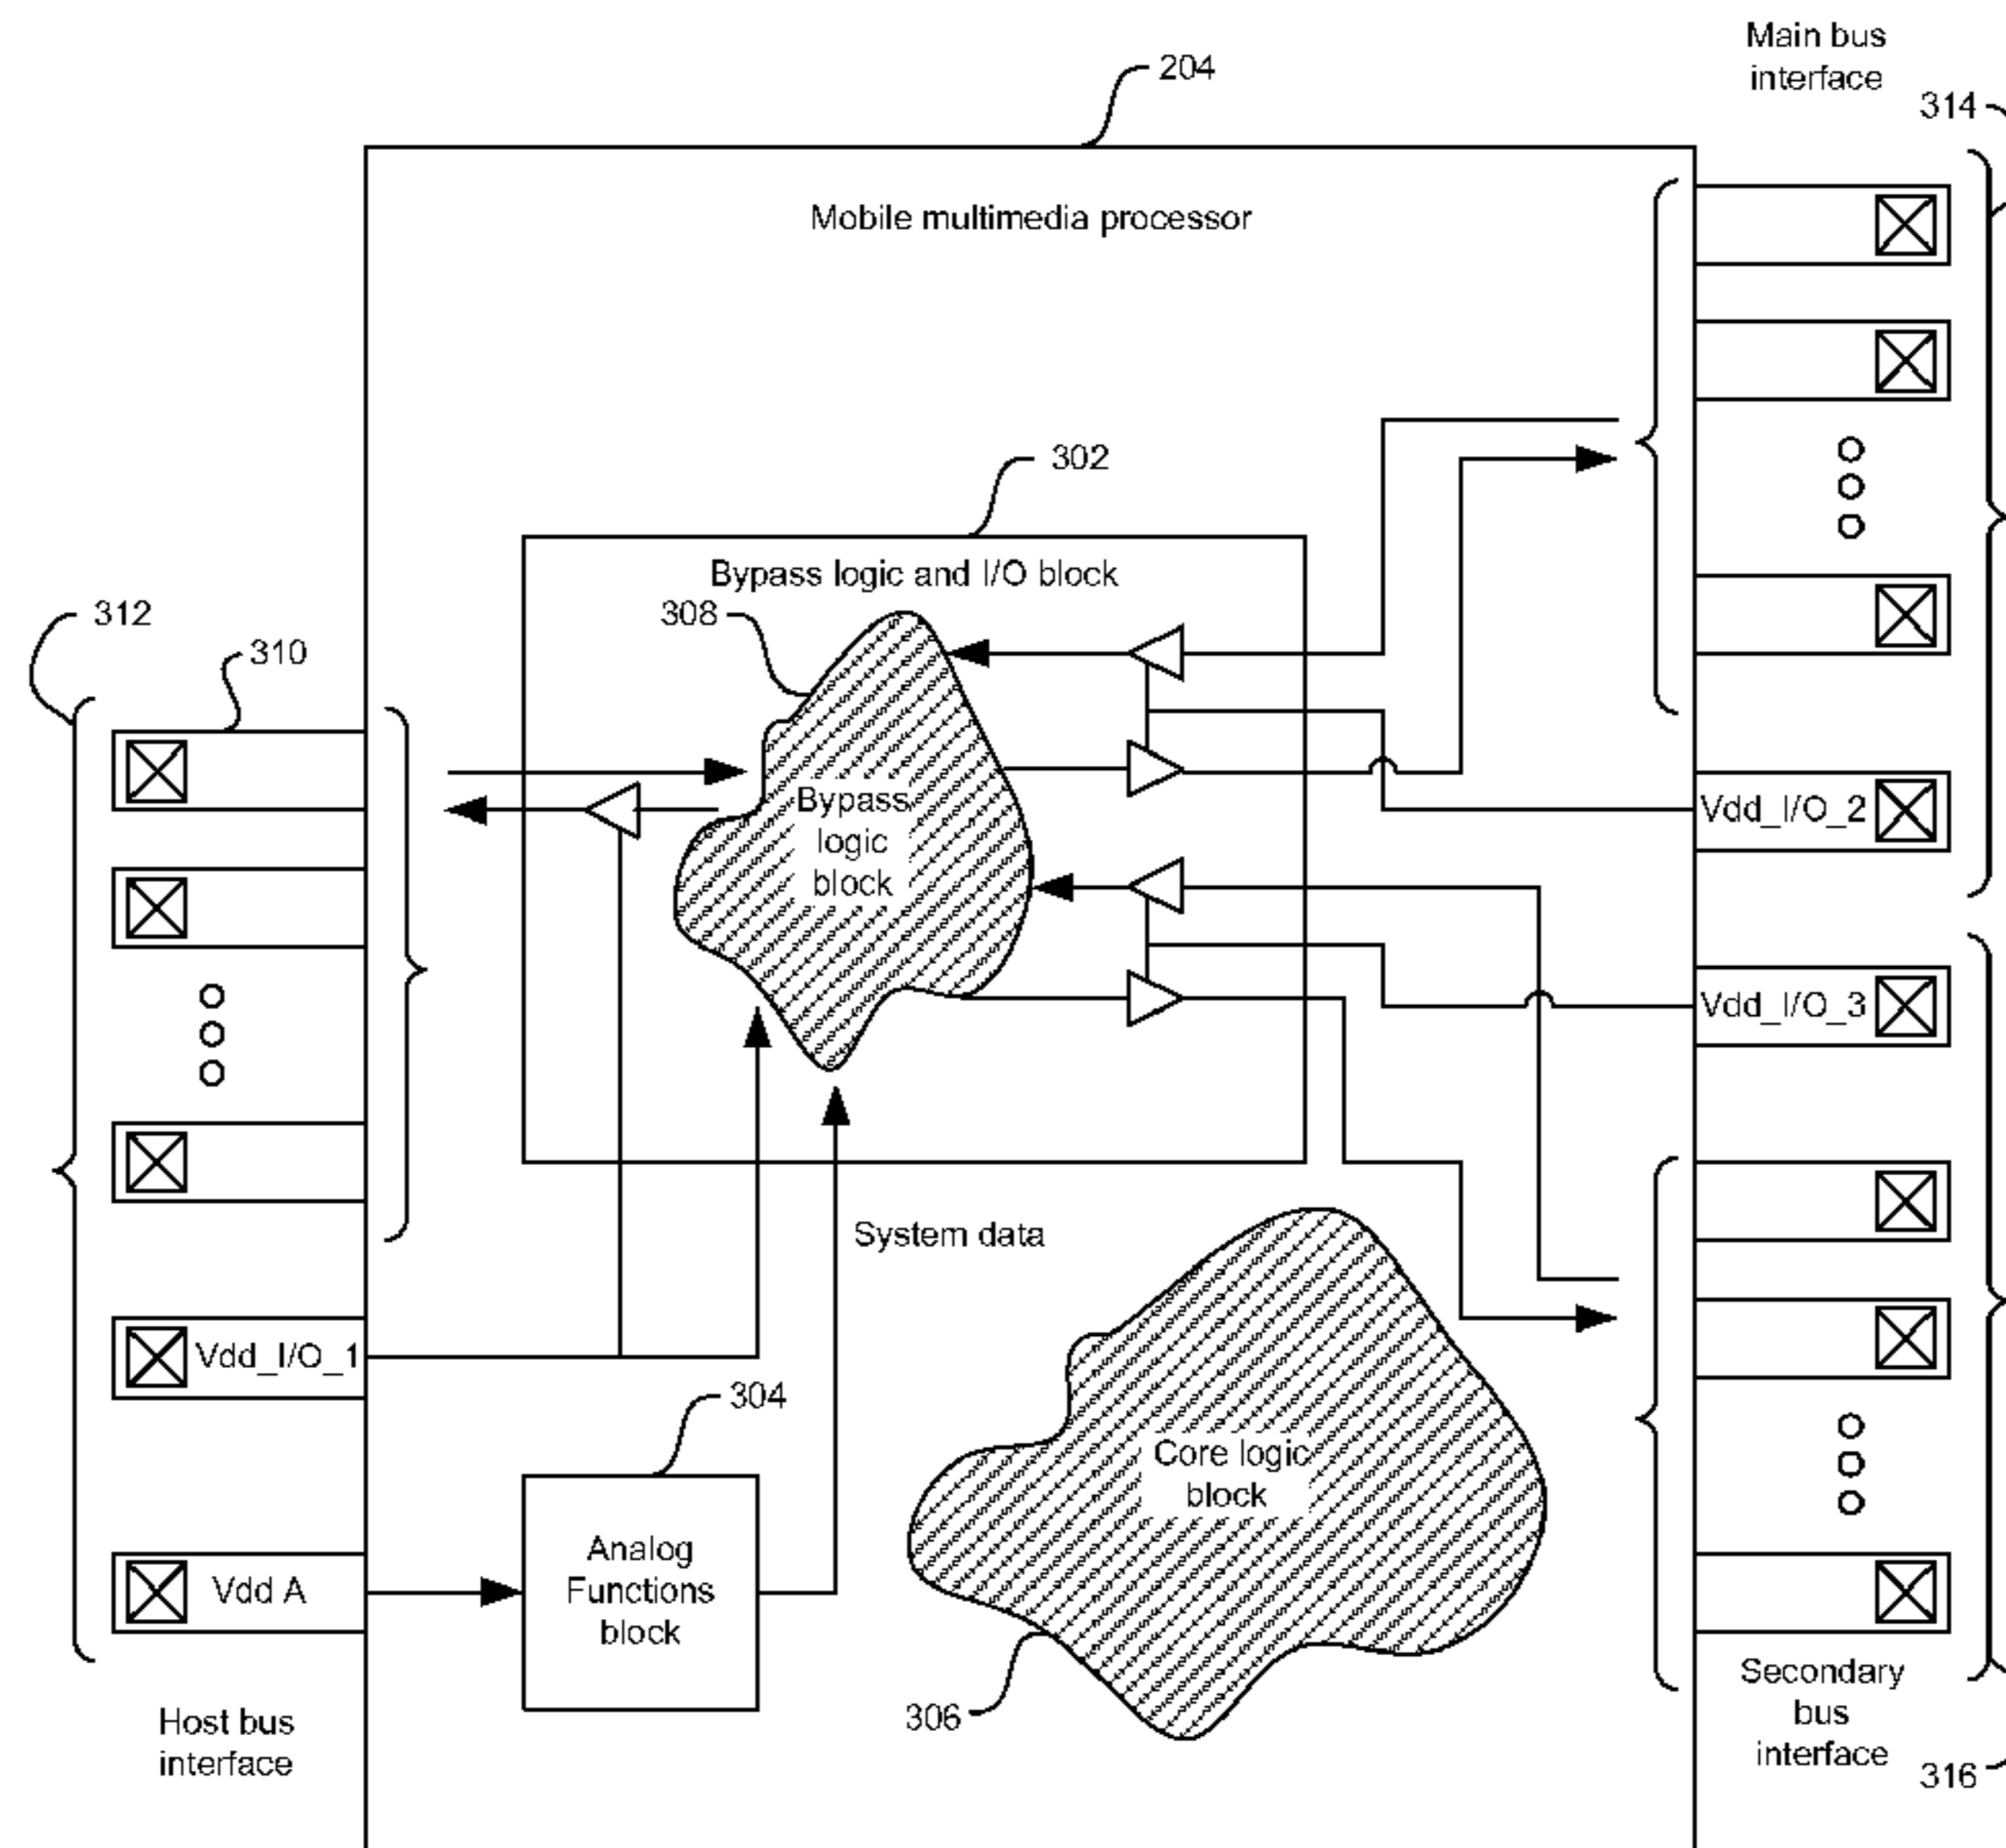 Main bus
interface
204
314
Mobile multimedia processor
302
Bypass logic and I/O block
308
312
310
Bypass
logic
block
Vdd_I/O_2
Vdd_I/O_3
System data
Vdd_I/O_1
304
Core logic
block
Analog
Functions
block
Vdd A
306
Host bus
interface
Secondary
bus
interface
316